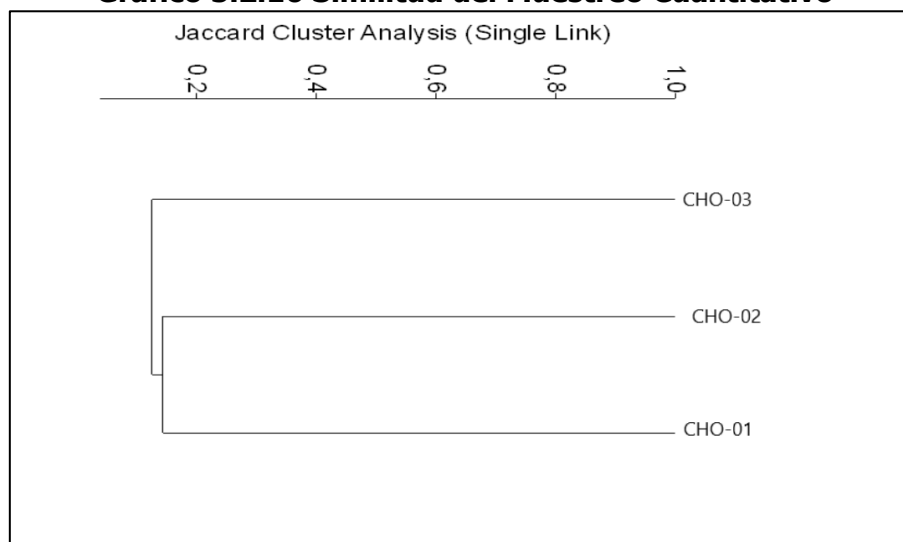 Jaccard Cluster Analysis (Single Link)
0,2 0,4 0,6 0,8 1,0
CHO-03
CHO-02
CHO-01